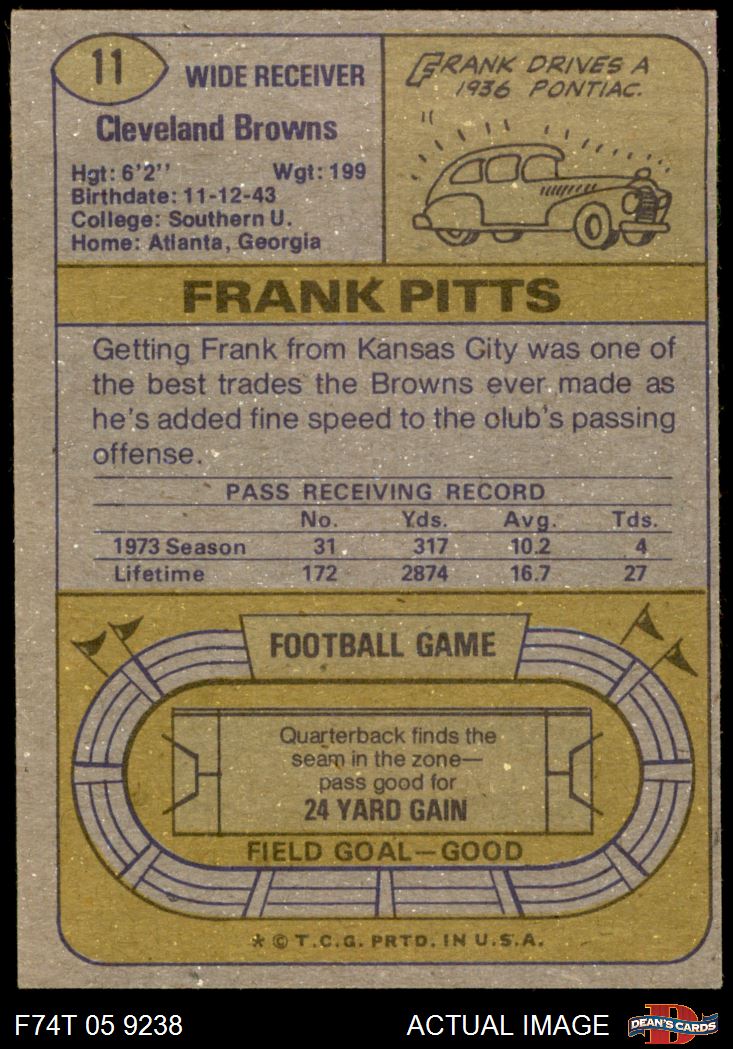 11
WIDE RECEIVER
Cleveland Browns
Hgt: 6'2'' Wgt: 199
Birthdate: 11-12-43
College: Southern U.
Home: Atlanta, Georgia
FRANK DRIVES A
1936 PONTIAC.
FRANK PITTS
Getting Frank from Kansas City was one of
the best trades the Browns ever made as
he's added fine speed to the club's passing
offense.
PASS RECEIVING RECORD
No. Yds. Avg. Tds.
1973 Season 31 317 10.2 4
Lifetime 172 2874 16.7 27
FOOTBALL GAME
Quarterback finds the
seam in the zone—
pass good for
24 YARD GAIN
FIELD GOAL—GOOD
* © T.C.G. PRTD. IN U.S.A.
F74T 05 9238 ACTUAL IMAGE
D
DEAN'S CARDS